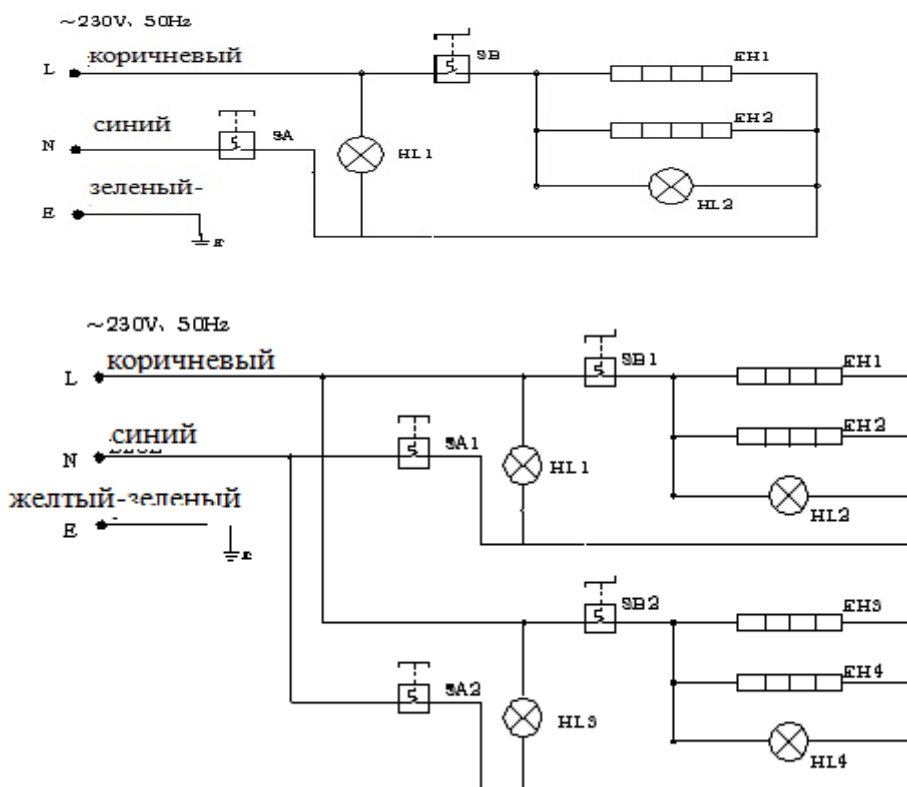 ~230V、50Hz
L коричневый SB EH1
синий EH2
N SA HL1
зеленый- HL2
E E
~230V、50Hz
коричневый SB1 EH1
L
синий SA1 EH2
N HL1
желтый-зеленый HL2
E E
SB2 EH3
SA2 EH4
HL3
HL4